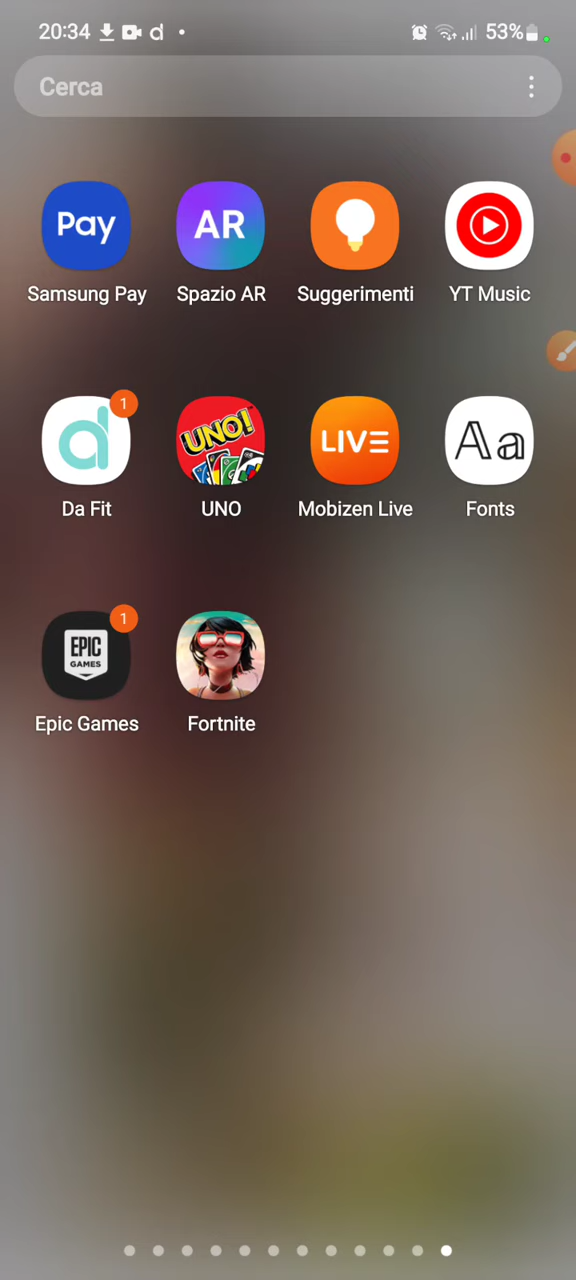 20:34 53%
Cerca
Pay AR
Samsung Pay Spazio AR Suggerimenti YT Music
1 UNO! LIVE Aa
Da Fit UNO Mobizen Live Fonts
1 EPIC GAMES
Epic Games Fortnite